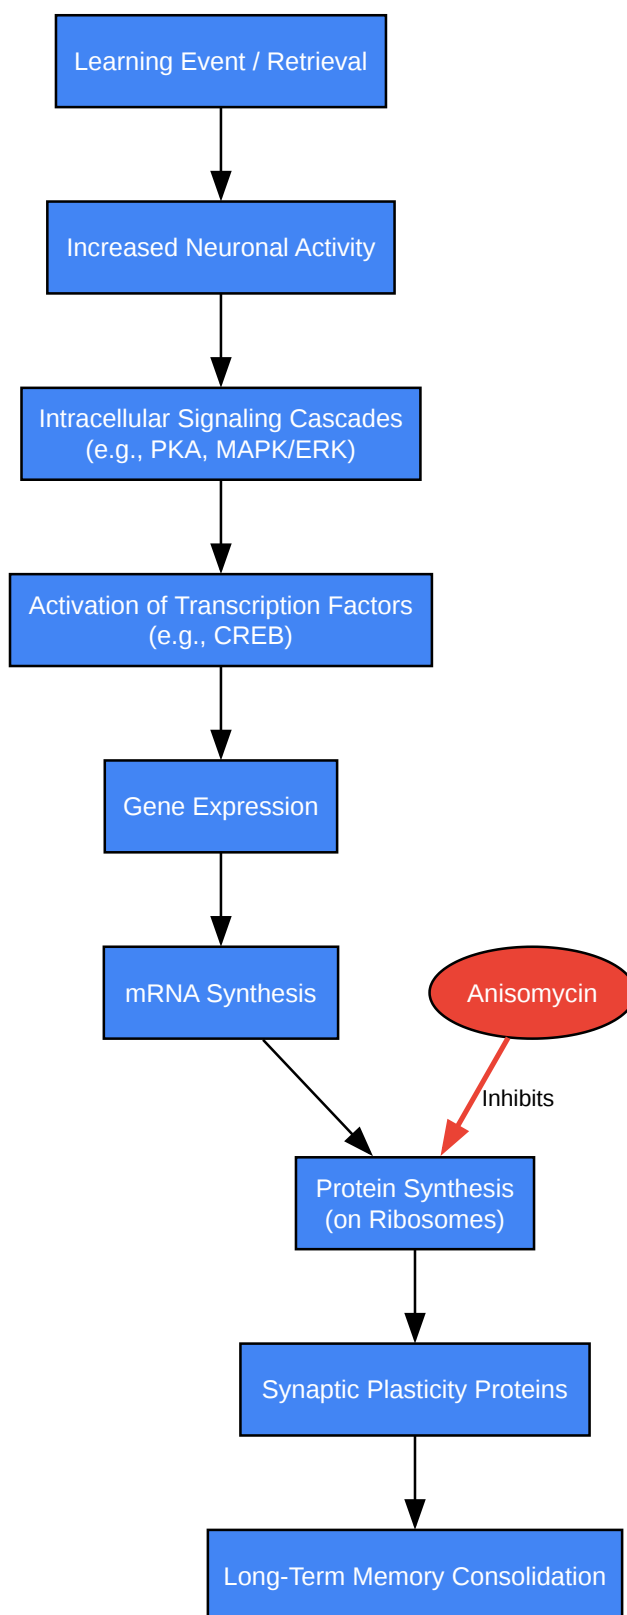 Learning Event / Retrieval
Increased Neuronal Activity
Intracellular Signaling Cascades
(e.g., PKA, MAPK/ERK)
Activation of Transcription Factors
(e.g., CREB)
Gene Expression
mRNA Synthesis
Anisomycin
Inhibits
Protein Synthesis
(on Ribosomes)
Synaptic Plasticity Proteins
Long-Term Memory Consolidation